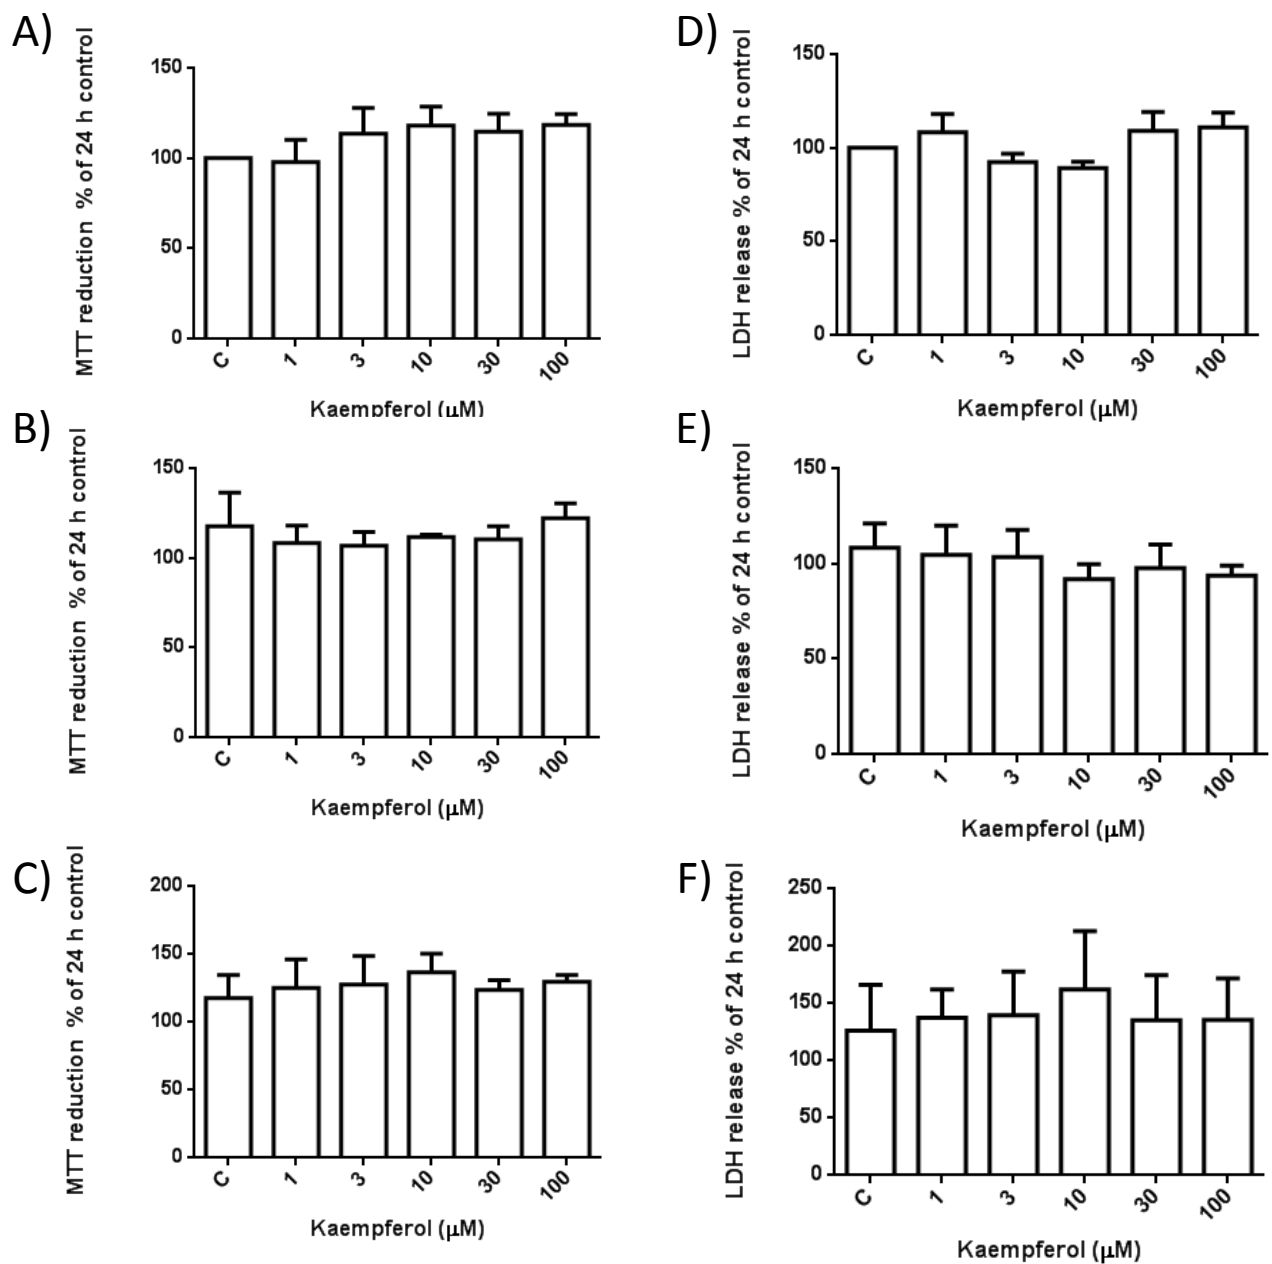 A)
MTT reduction % of 24 h control
150
100
50
0
C 1 3 10 30 100
Kaempferol (μM)
B)
MTT reduction % of 24 h control
150
100
50
0
C 1 3 10 30 100
Kaempferol (μM)
C)
MTT reduction % of 24 h control
200
150
100
50
0
C 1 3 10 30 100
Kaempferol (μM)
D)
LDH release % of 24 h control
150
100
50
0
C 1 3 10 30 100
Kaempferol (μM)
E)
LDH release % of 24 h control
150
100
50
0
C 1 3 10 30 100
Kaempferol (μM)
F)
LDH release % of 24 h control
250
200
150
100
50
0
C 1 3 10 30 100
Kaempferol (μM)